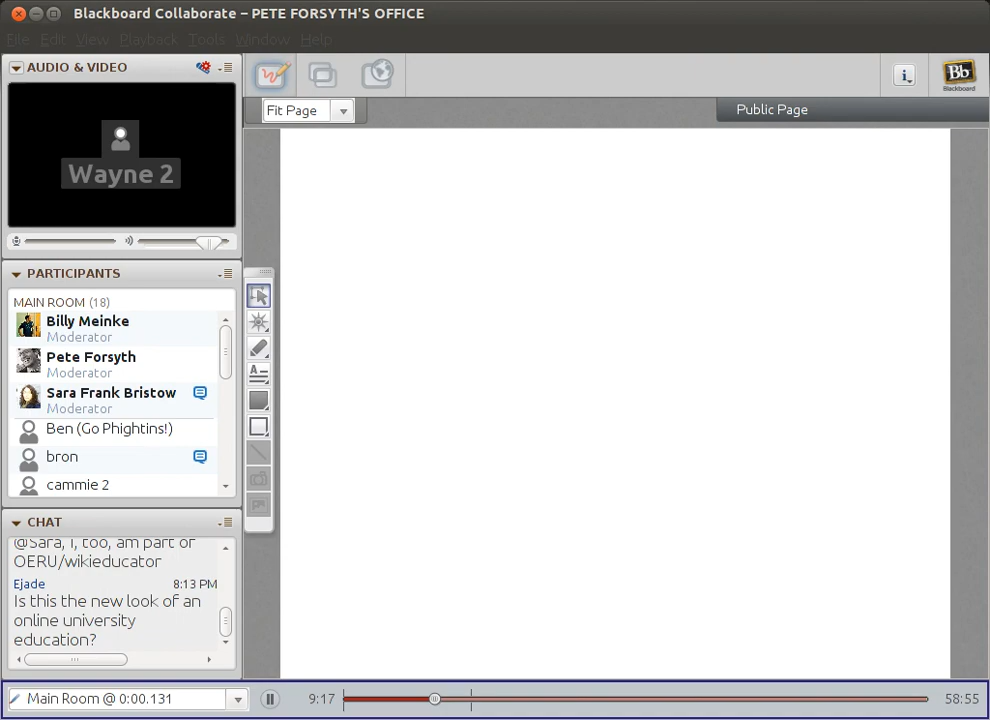 Blackboard Collaborate – PETE FORSYTH'S OFFICE
File Edit View Playback Tools Window Help
AUDIO & VIDEO
Wayne 2
PARTICIPANTS
MAIN ROOM (18)
Billy Meinke
Moderator
Pete Forsyth
Moderator
Sara Frank Bristow
Moderator
Ben (Go Phightins!)
bron
cammie 2
CHAT
@Sara, I, too, am part of
OERU/wikieducator
Ejade 8:13 PM
Is this the new look of an
online university
education?
Fit Page
Public Page
i
Bb
Blackboard
A
Main Room @ 0:00.131
9:17
58:55